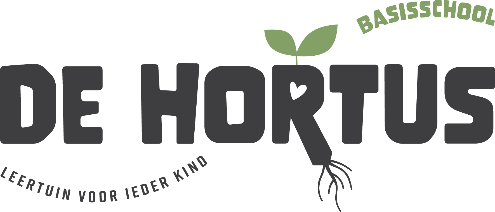 BASISSCHOOL
DE HORTUS
LEERTUIN VOOR IEDER KIND